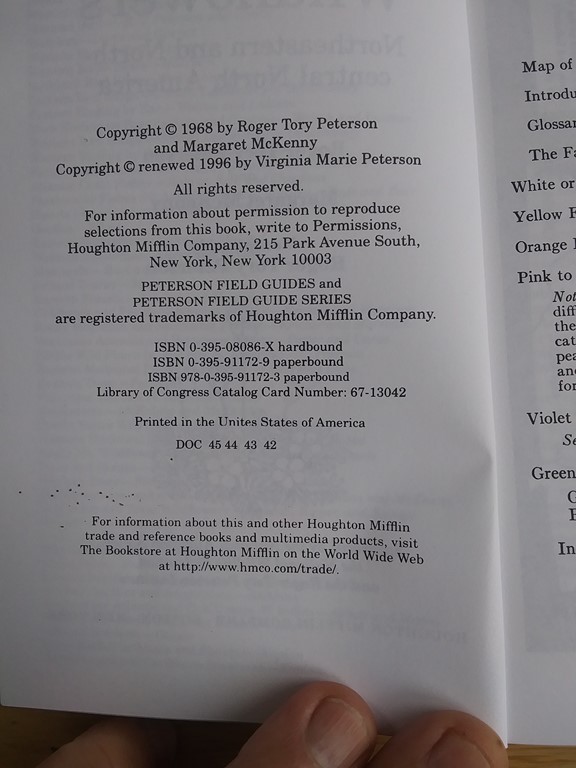 Copyright © 1968 by Roger Tory Peterson
and Margaret McKenny
Copyright © renewed 1996 by Virginia Marie Peterson
All rights reserved.
For information about permission to reproduce
selections from this book, write to Permissions,
Houghton Mifflin Company, 215 Park Avenue South,
New York, New York 10003
PETERSON FIELD GUIDES and
PETERSON FIELD GUIDE SERIES
are registered trademarks of Houghton Mifflin Company.
ISBN 0-395-08086-X hardbound
ISBN 0-395-91172-9 paperbound
ISBN 978-0-395-91172-3 paperbound
Library of Congress Catalog Card Number: 67-13042
Printed in the Unites States of America
DOC 45 44 43 42
For information about this and other Houghton Mifflin
trade and reference books and multimedia products, visit
The Bookstore at Houghton Mifflin on the World Wide Web
at http://www.hmco.com/trade/.
Map of
Introdu
Glossar
The Fa
White or
Yellow F
Orange
Pink to
Not
diff
the
cat
pea
and
for
Violet
Se
Green
G
In